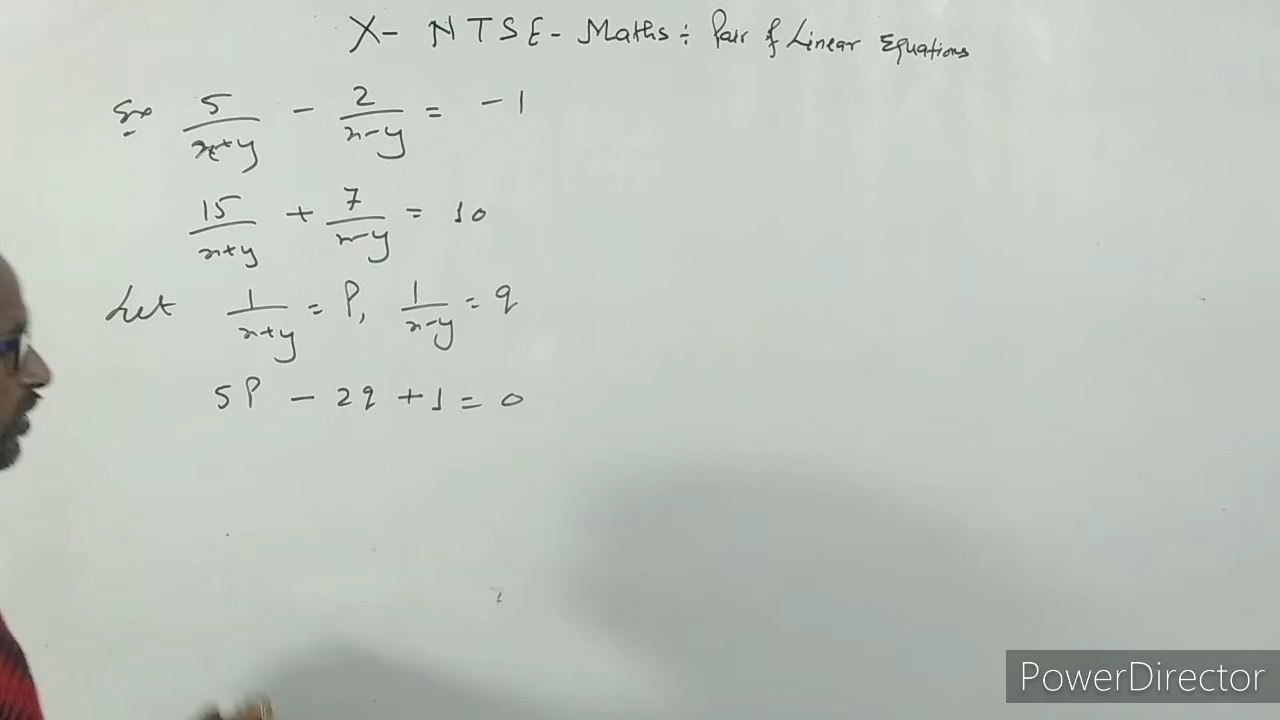 X- NTSE- Maths ÷ Pair of Linear Equations
Ex 5/(x+y) - 2/(x-y) = -1
15/(x+y) + 7/(x-y) = 10
Let 1/(x+y) = P, 1/(x-y) = q
5P - 2q + 1 = 0
PowerDirector